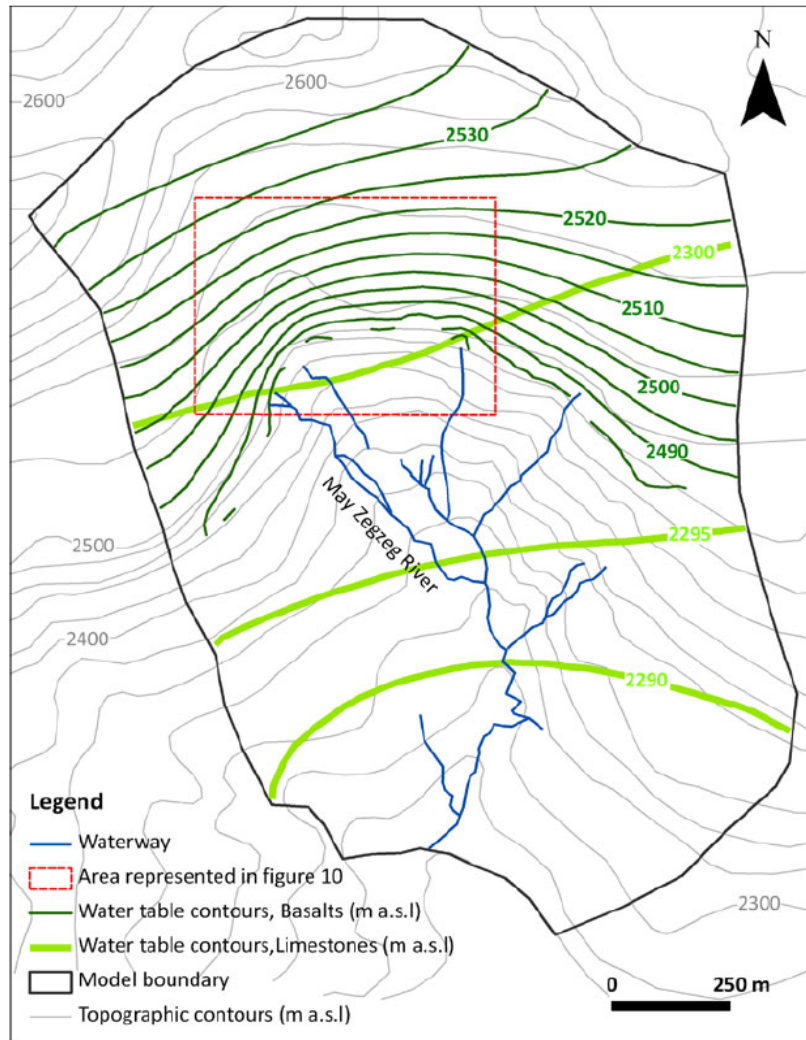 N
2600
2600
2530
2520
2300
2510
2500
2490
May Zegzeg River
2500
2295
2400
2290
Legend
Waterway
Area represented in figure 10
Water table contours, Basalts (m a.s.l)
Water table contours,Limestones (m a.s.l)
Model boundary
Topographic contours (m a.s.l)
2300
0 250 m